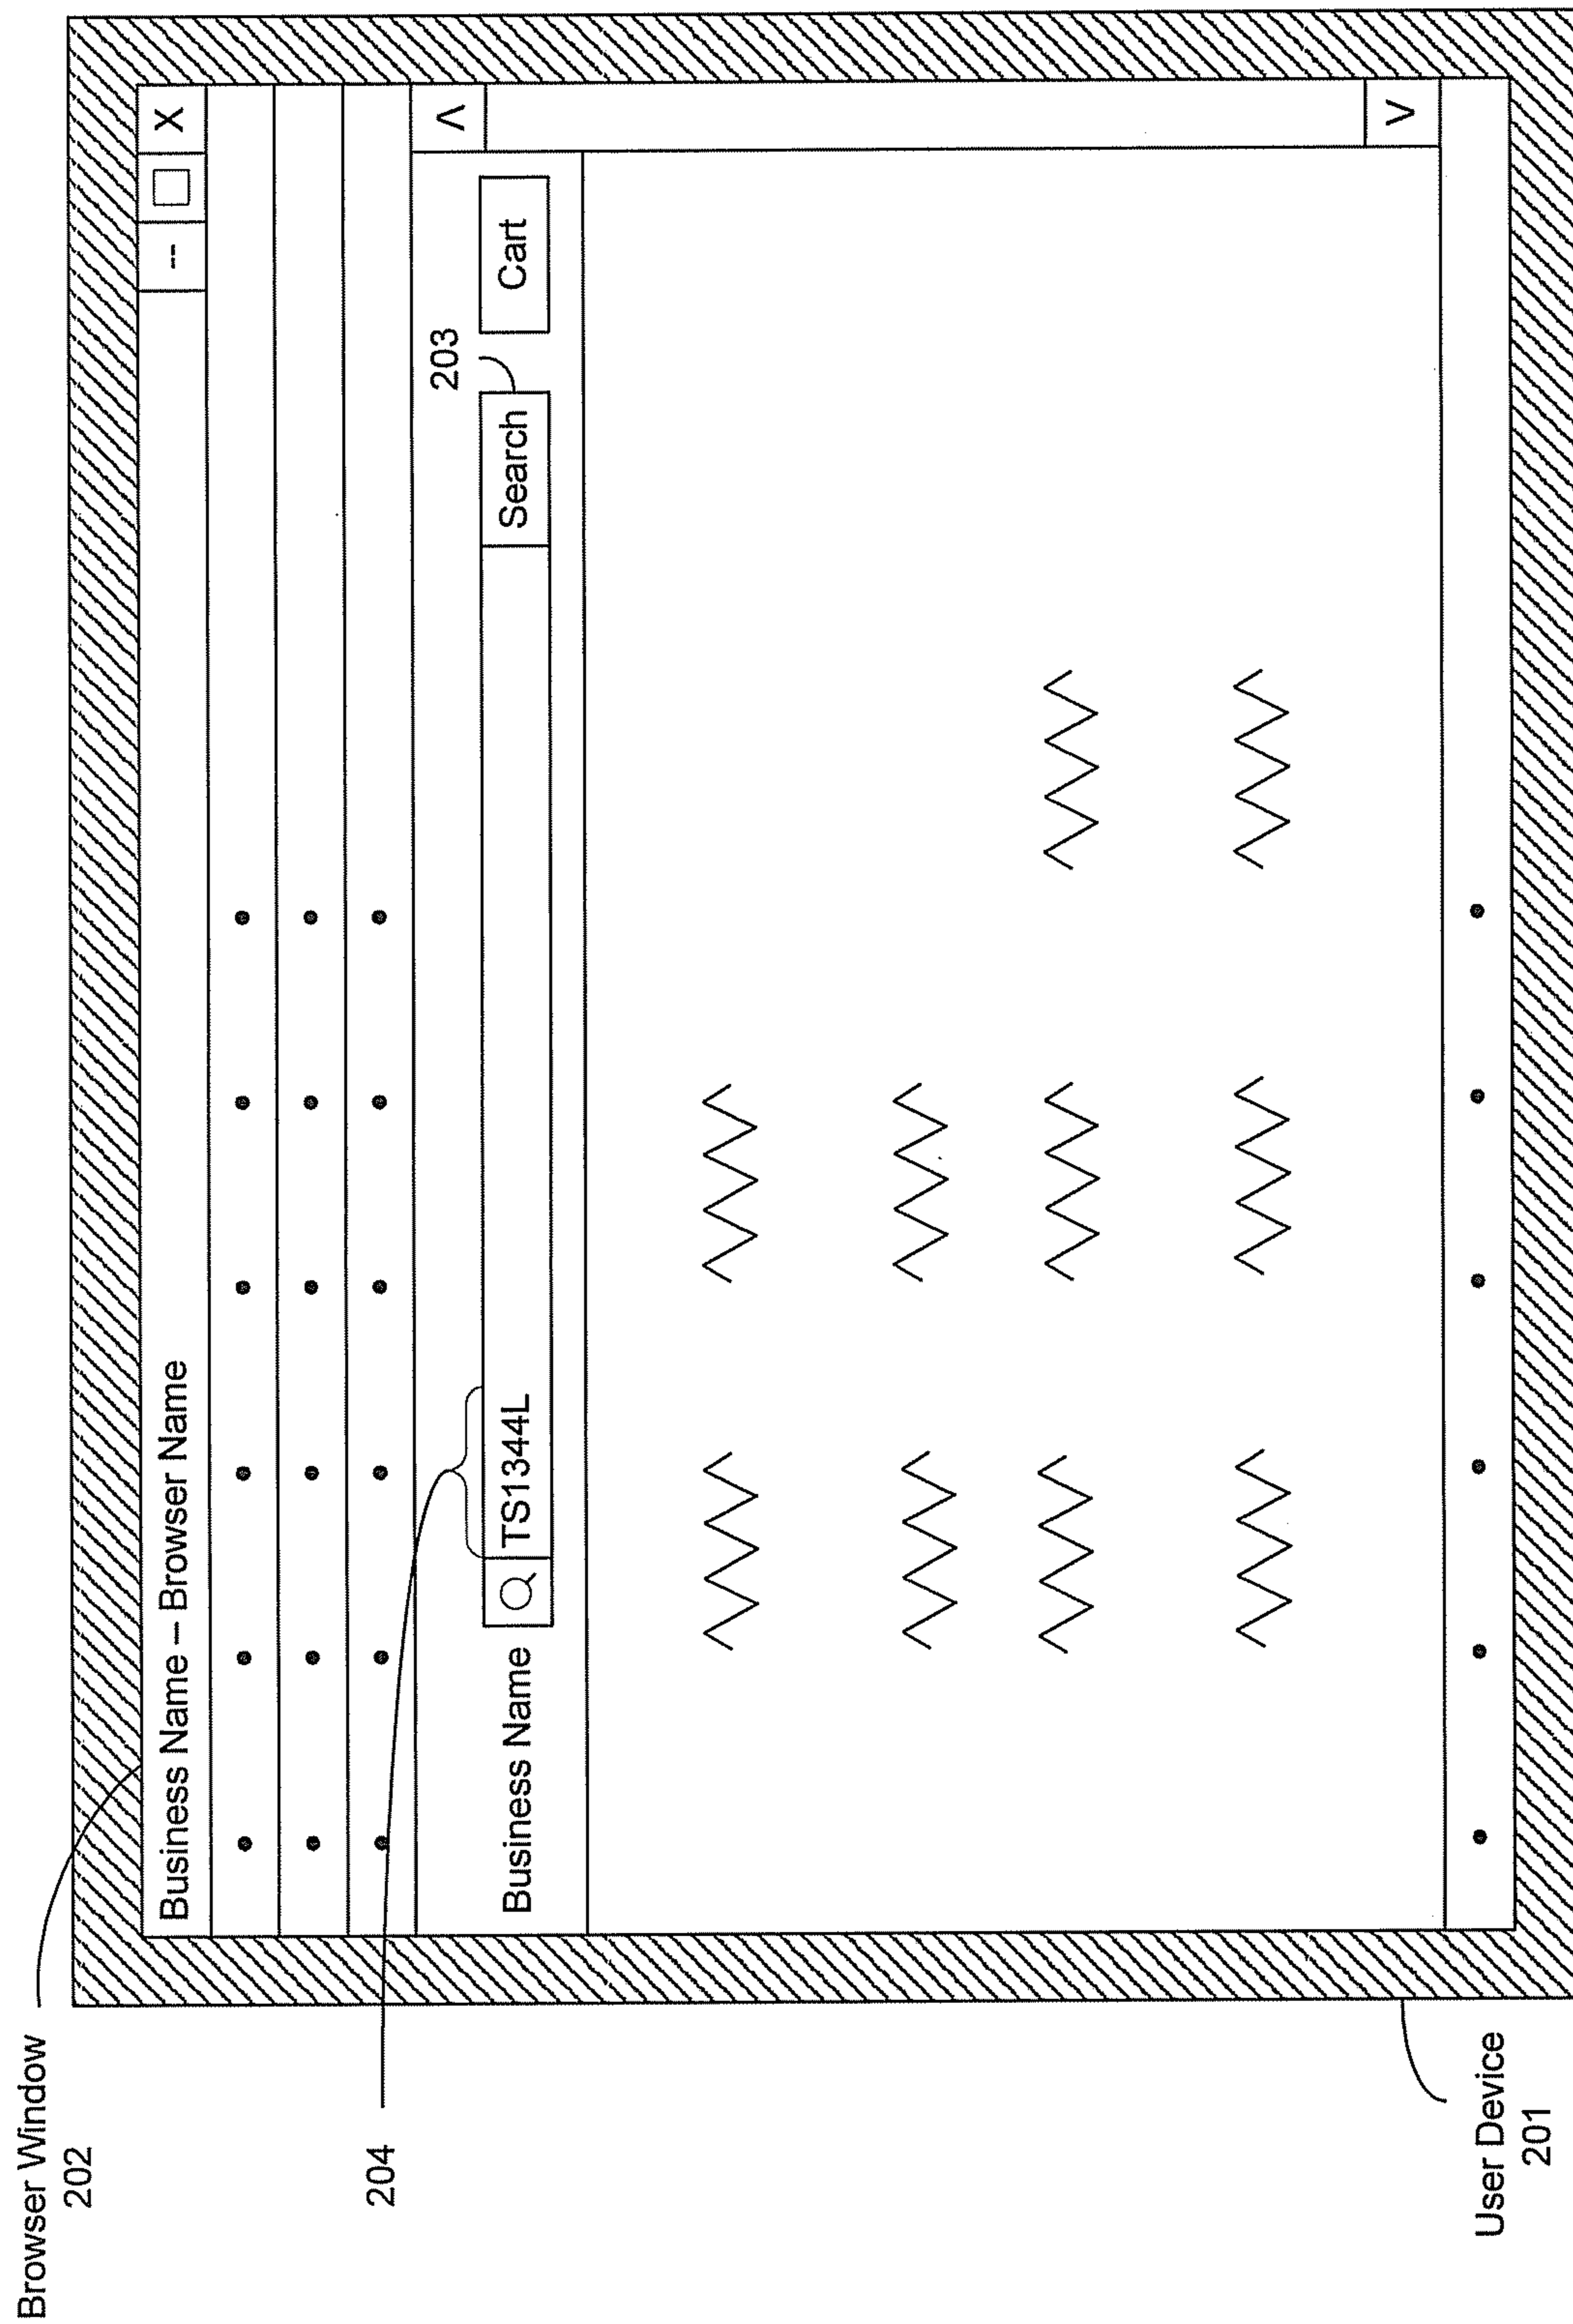 Browser Window
202
Business Name – Browser Name
-- X
204
203
Business Name
TS1344L
Search
Cart
<
>
User Device
201